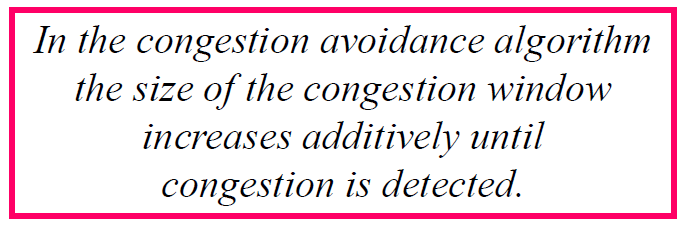 In the congestion avoidance algorithm
the size of the congestion window
increases additively until
congestion is detected.